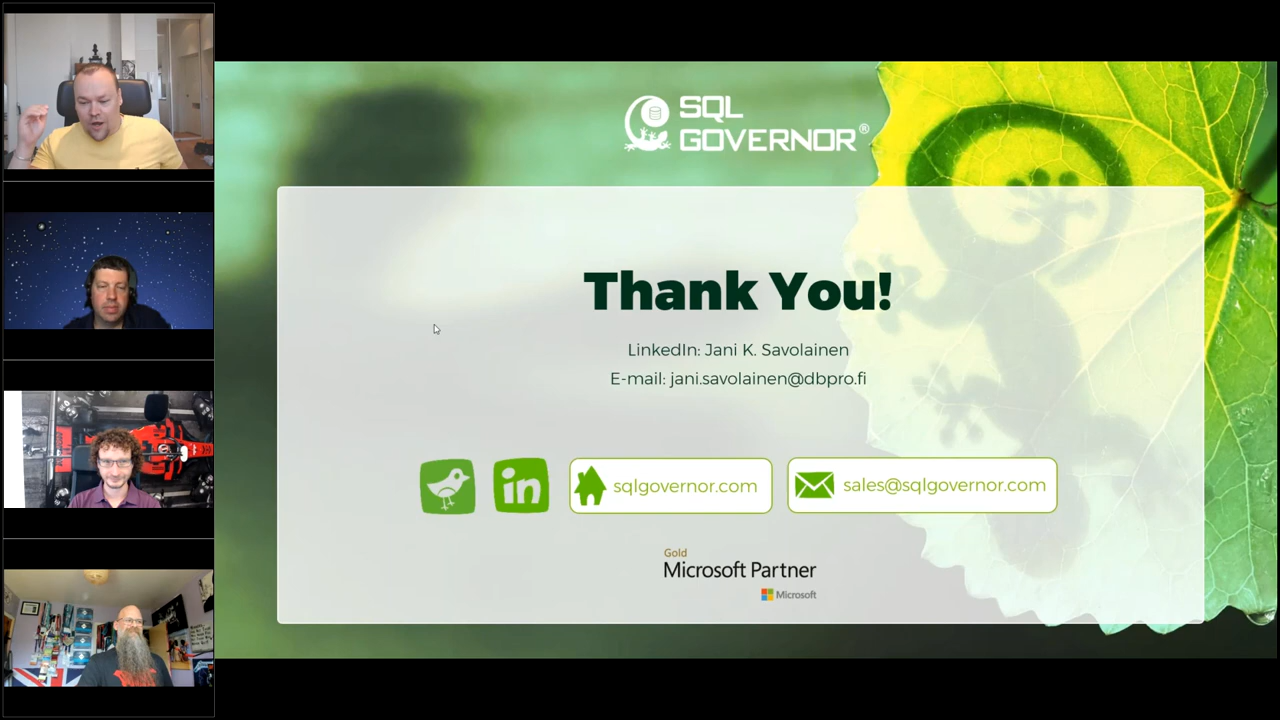 SQL
GOVERNOR®
Thank You!
LinkedIn: Jani K. Savolainen
E-mail: jani.savolainen@dbpro.fi
in
sqlgovernor.com
sales@sqlgovernor.com
Gold
Microsoft Partner
Microsoft